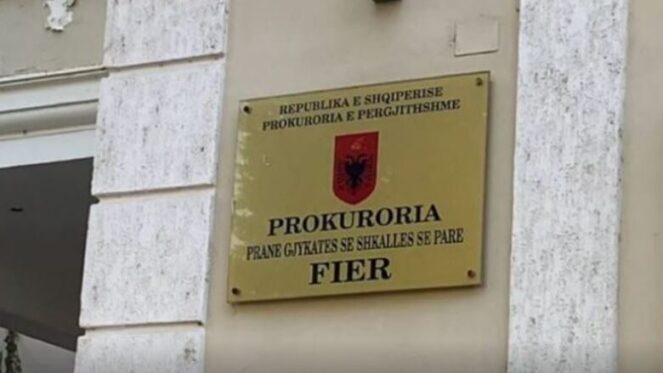 REPUBLIKA E SHQIPERISE
PROKURORIA E PERGJITHSHME
PROKURORIA
PRANE GJYKATES SE SHKALLES SE PARE
FIER